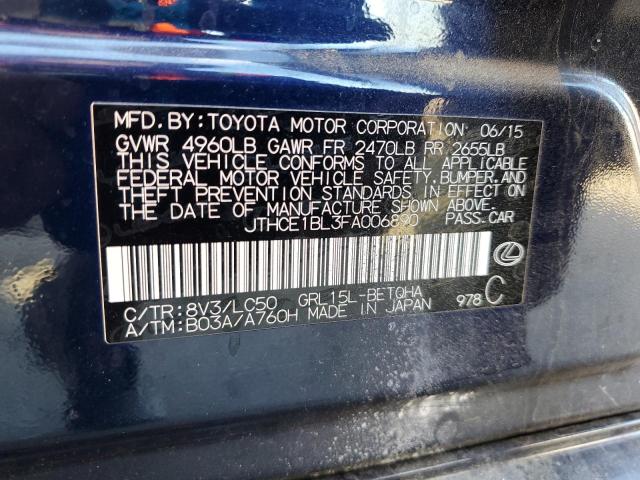 MFD.BY:TOYOTA MOTOR CORPORATION 06/15
GVWR 4960LB GAWR FR 2470LB RR 2655LB
THIS VEHICLE CONFORMS TO ALL APPLICABLE
FEDERAL MOTOR VEHICLE SAFETY,BUMPER,AND
THEFT PREVENTION STANDARDS IN EFFECT ON
THE DATE OF MANUFACTURE SHOWN ABOVE.
JTHCE1BL3FA006890 PASS.CAR
C/TR:8V3/LC50 GRL15L-BETQHA
A/TM:B03A/A760H MADE IN JAPAN 978 C